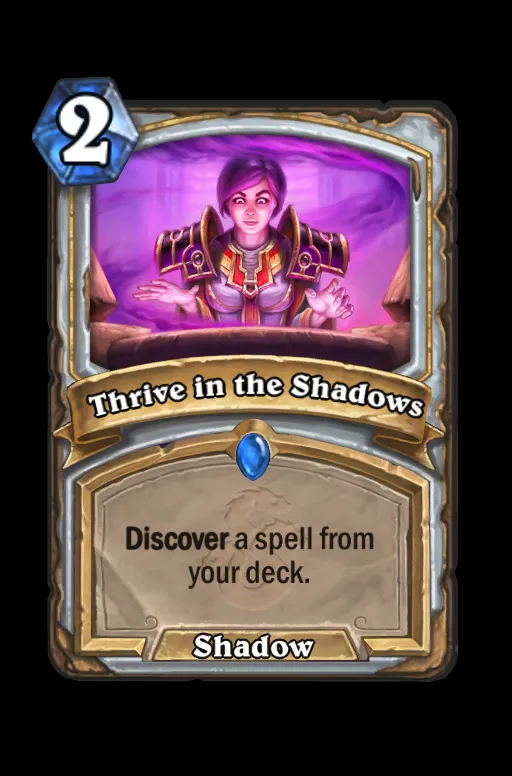 2
Thrive in the Shadows
Discover a spell from
your deck.
Shadow